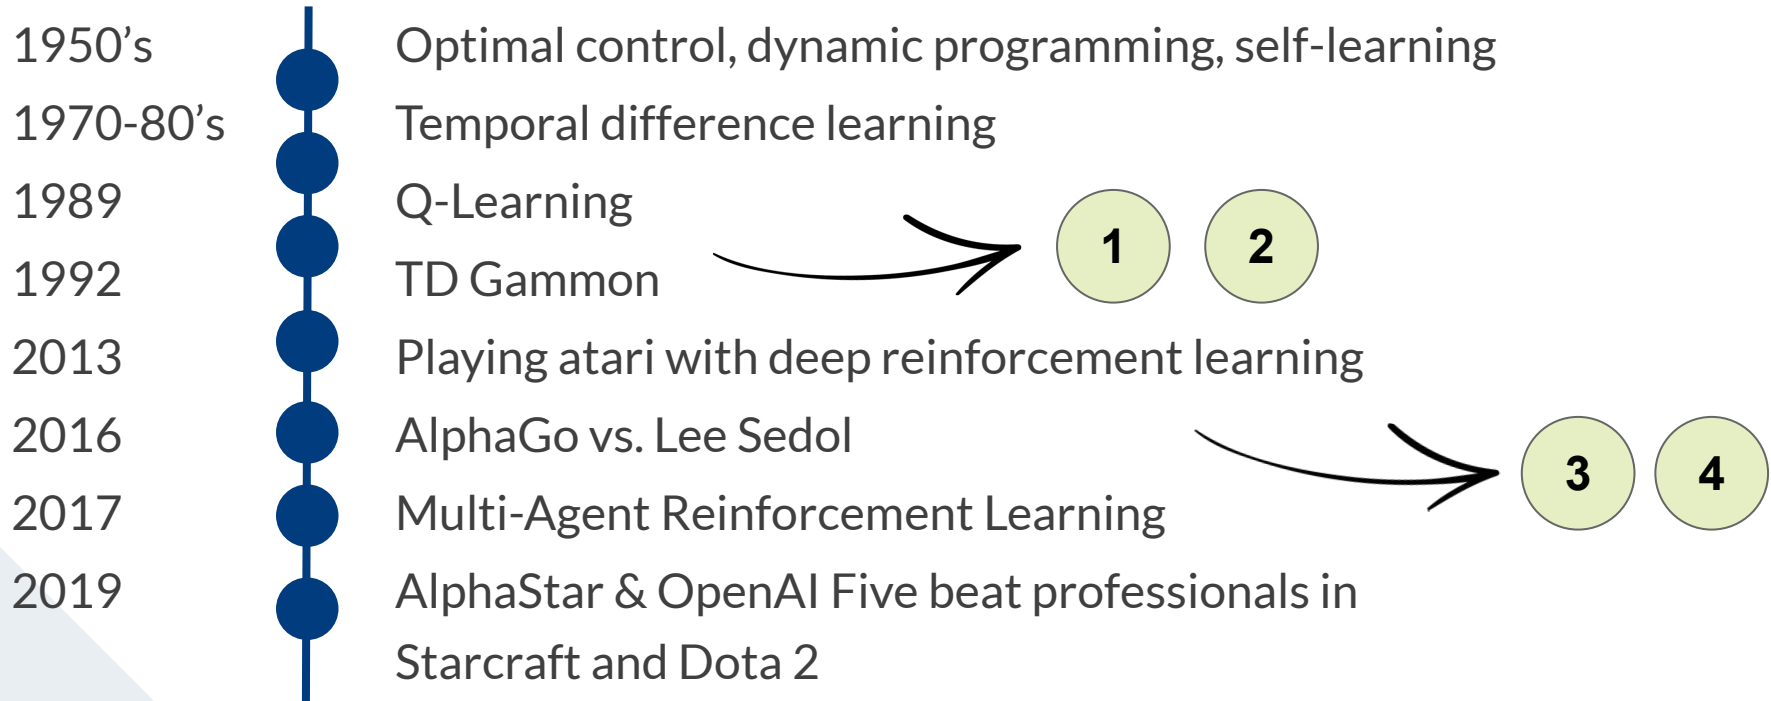 1950’s Optimal control, dynamic programming, self-learning
1970-80’s Temporal difference learning
1989 Q-Learning
1 2
1992 TD Gammon
2013 Playing atari with deep reinforcement learning
2016 AlphaGo vs. Lee Sedol
3 4
2017 Multi-Agent Reinforcement Learning
2019 AlphaStar & OpenAI Five beat professionals in
Starcraft and Dota 2